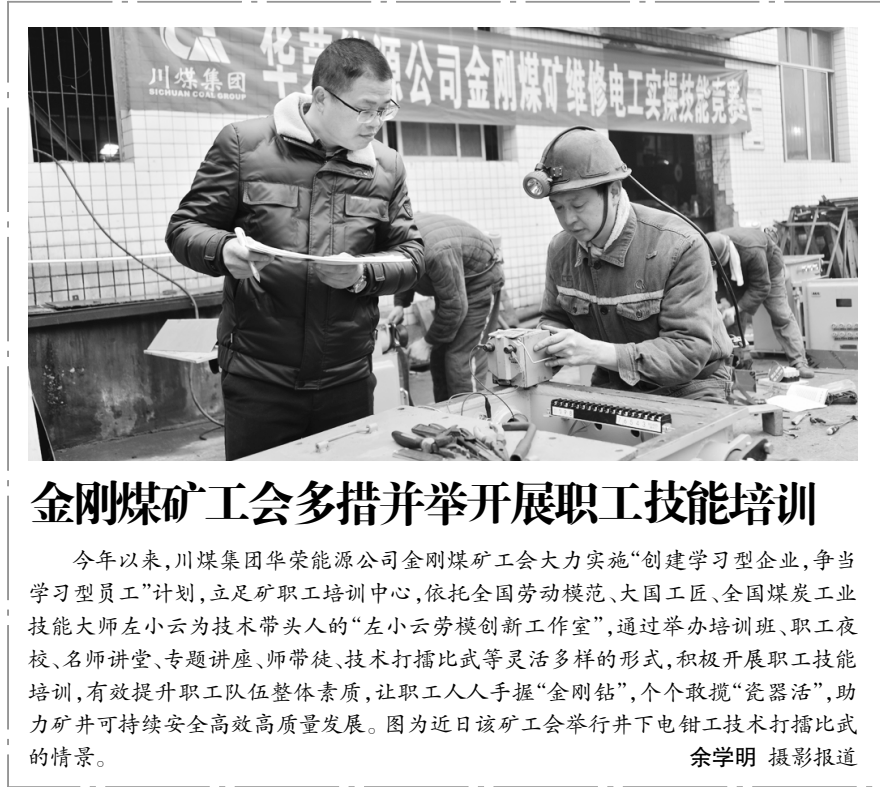 川煤集团
SICHUAN COAL GROUP
华荣能源公司金刚煤矿维修电工实操技能竞赛
金刚煤矿工会多措并举开展职工技能培训
今年以来,川煤集团华荣能源公司金刚煤矿工会大力实施“创建学习型企业,争当
学习型员工”计划,立足矿职工培训中心,依托全国劳动模范、大国工匠、全国煤炭工业
技能大师左小云为技术带头人的“左小云劳模创新工作室”,通过举办培训班、职工夜
校、名师讲堂、专题讲座、师带徒、技术打擂比武等灵活多样的形式,积极开展职工技能
培训,有效提升职工队伍整体素质,让职工人人手握“金刚钻”,个个敢揽“瓷器活”,助
力矿井可持续安全高效高质量发展。图为近日该矿工会举行井下电钳工技术打擂比武
的情景。
余学明 摄影报道